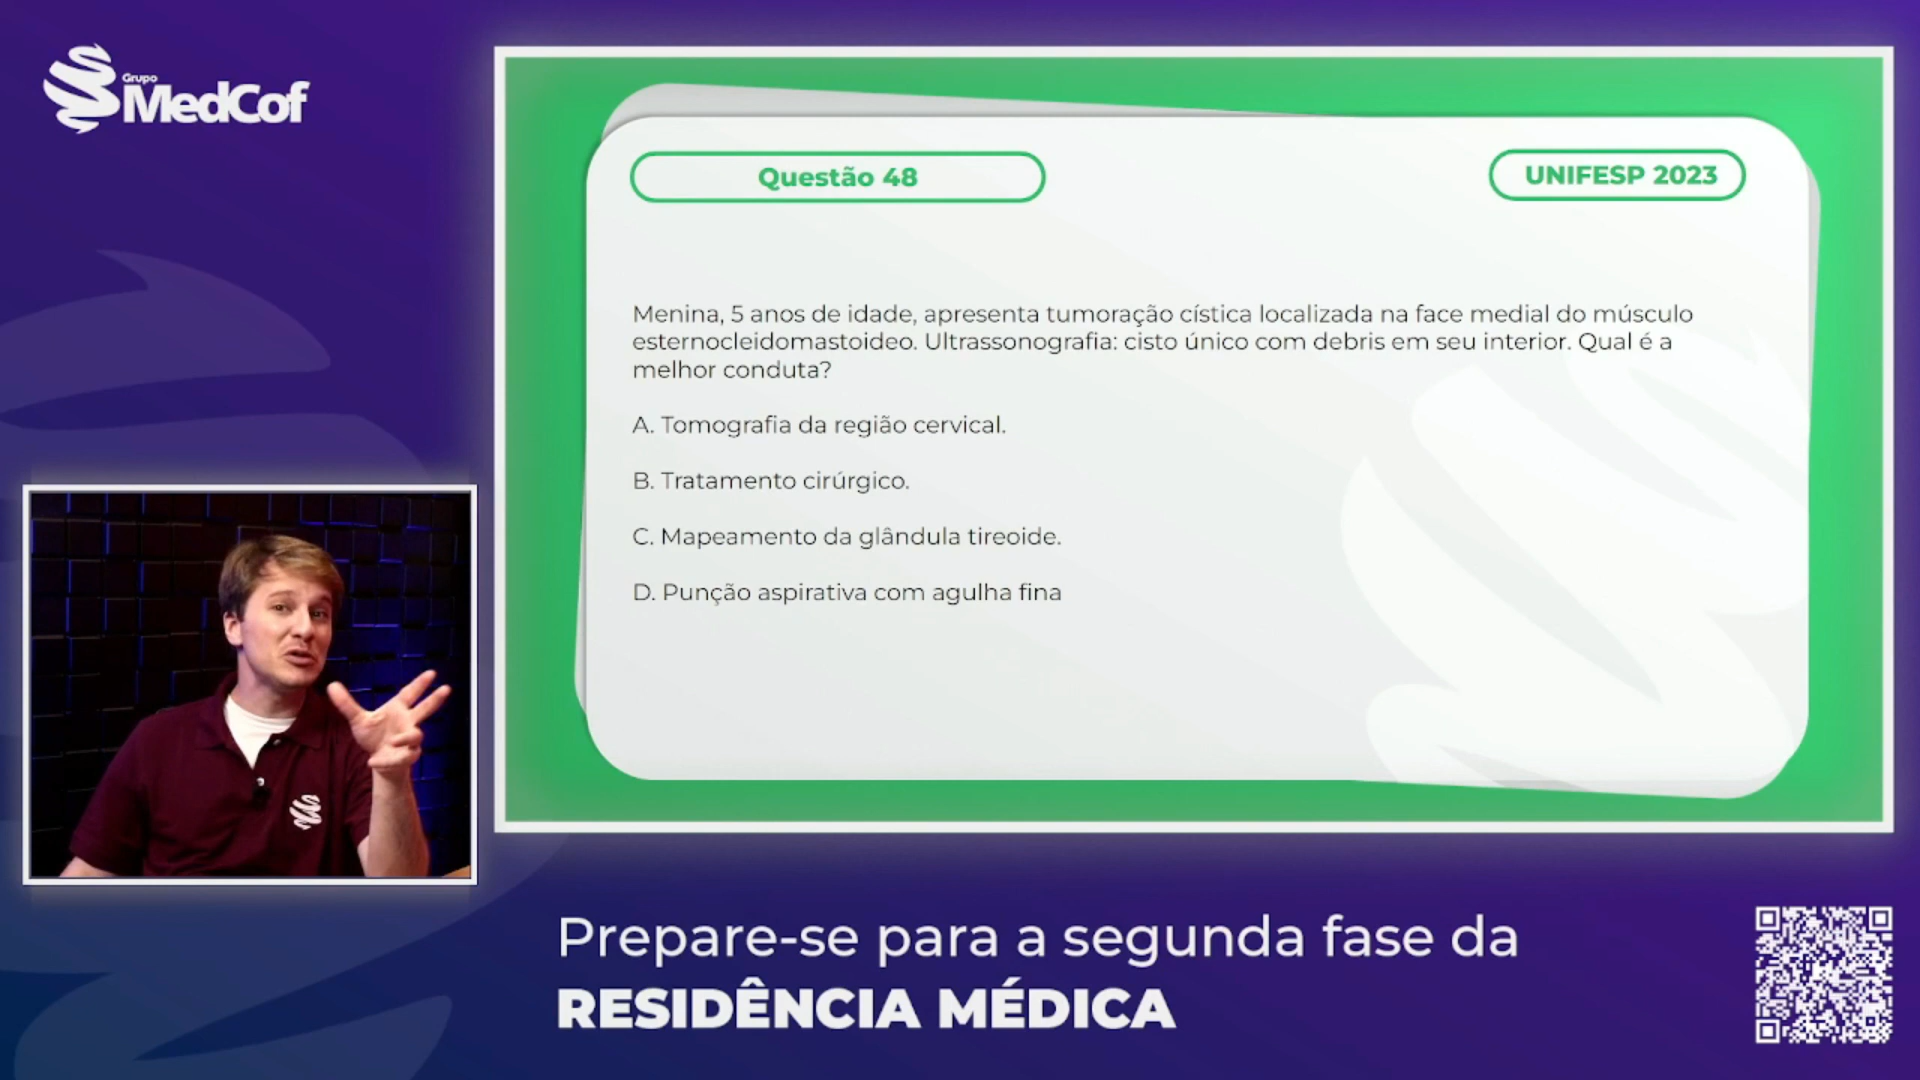 Grupo
MedCof
Questão 48
UNIFESP 2023
Menina, 5 anos de idade, apresenta tumoração cística localizada na face medial do músculo
esternocleidomastoideo. Ultrassonografia: cisto único com debris em seu interior. Qual é a
melhor conduta?
A. Tomografia da região cervical.
B. Tratamento cirúrgico.
C. Mapeamento da glândula tireoide.
D. Punção aspirativa com agulha fina
Prepare-se para a segunda fase da
RESIDÊNCIA MÉDICA